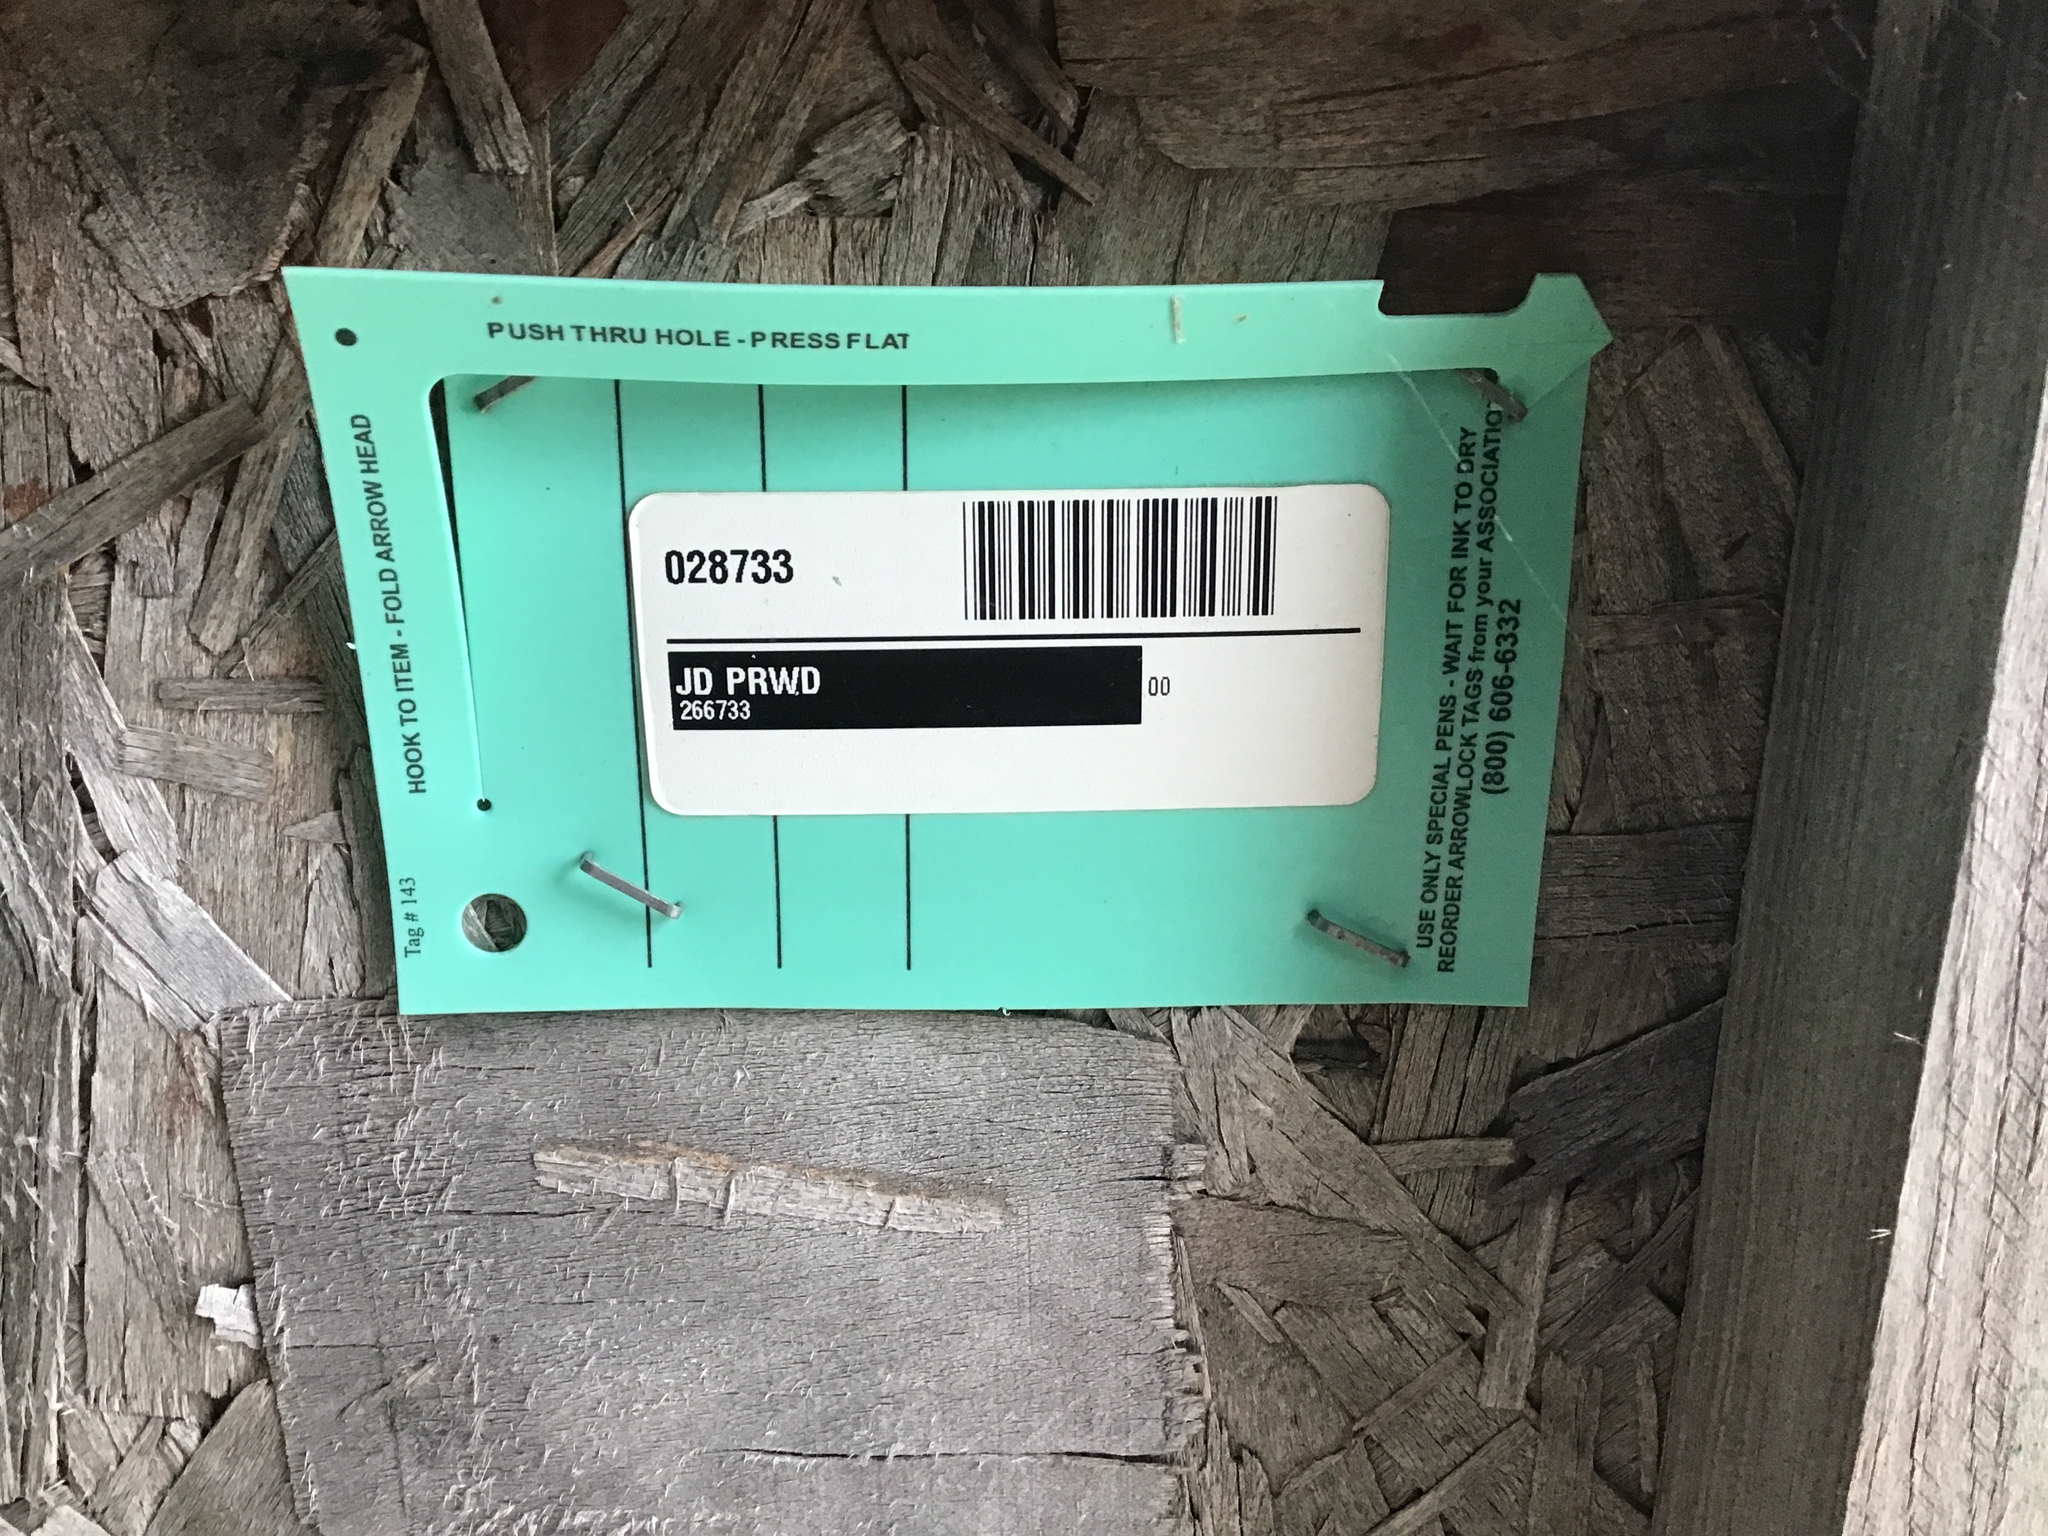 PUSH THRU HOLE - PRESS FLAT
HOOK TO ITEM - FOLD ARROW HEAD
Tag # 143
028733
JD PRWD
00
266733
USE ONLY SPECIAL PENS - WAIT FOR INK TO DRY
REORDER ARROWLOCK TAGS from your ASSOCIATIO
(800) 606-6332